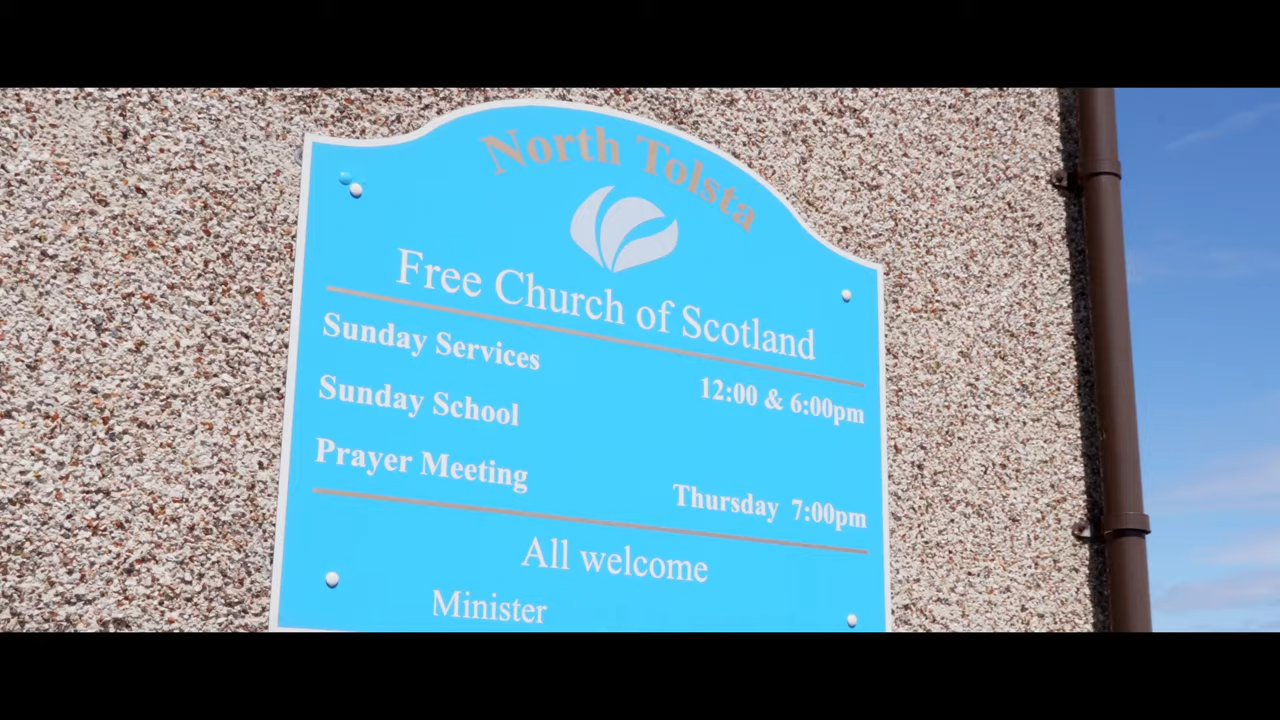 North Tolsta
Free Church of Scotland
Sunday Services 12:00 & 6:00pm
Sunday School
Prayer Meeting Thursday 7:00pm
All welcome
Minister